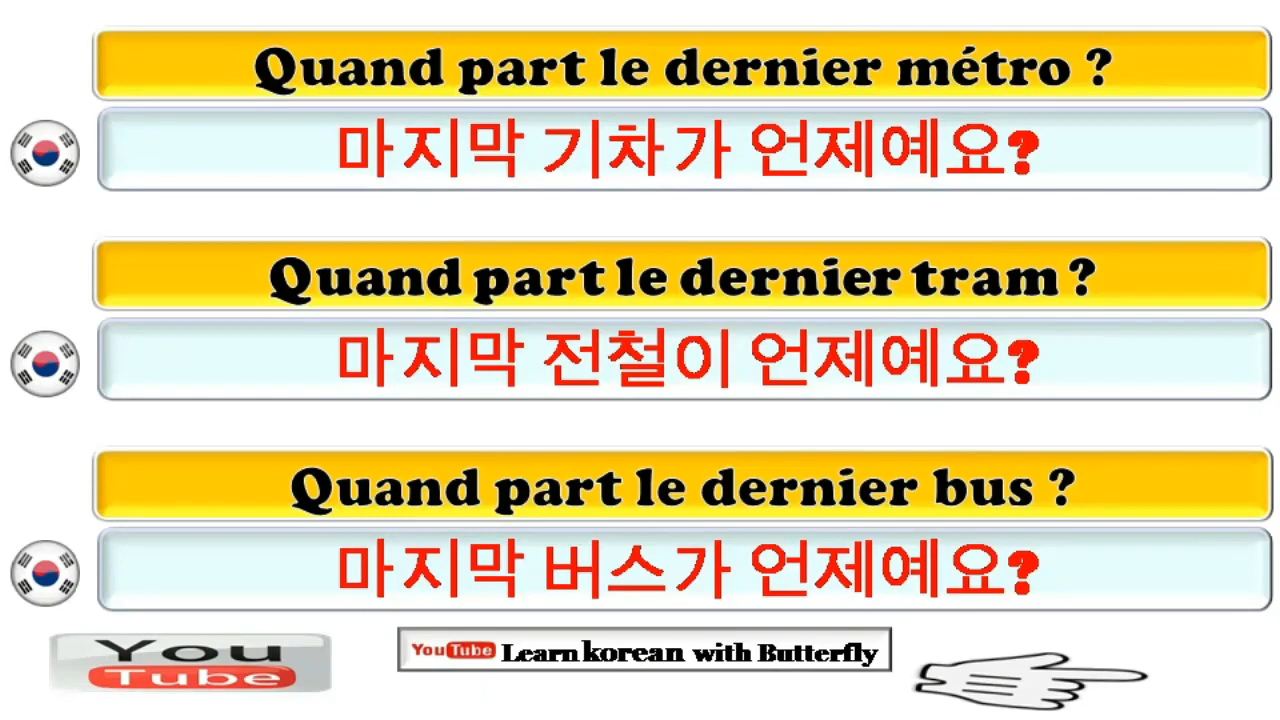 Quand part le dernier métro ?
마지막 기차가 언제예요?
Quand part le dernier tram ?
마지막 전철이 언제예요?
Quand part le dernier bus ?
마지막 버스가 언제예요?
You
Tube
YouTube Learn korean with Butterfly